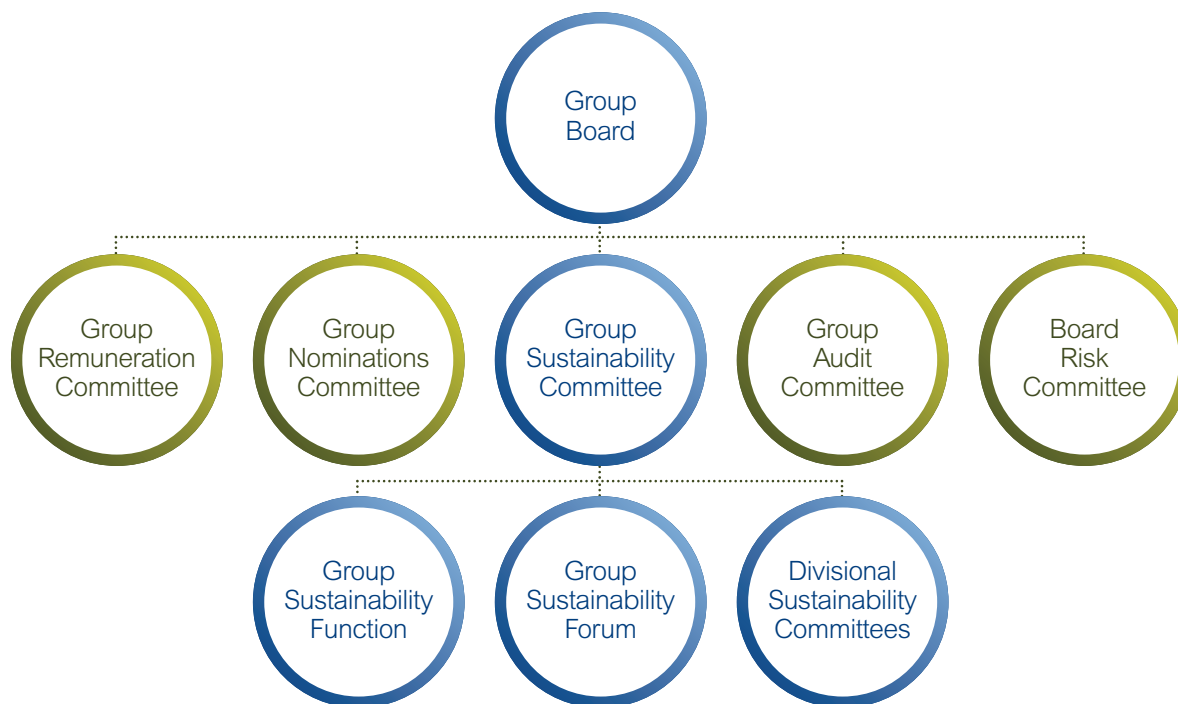 Group
Board
Group
Remuneration
Committee
Group
Nominations
Committee
Group
Sustainability
Committee
Group
Audit
Committee
Board
Risk
Committee
Group
Sustainability
Function
Group
Sustainability
Forum
Divisional
Sustainability
Committees